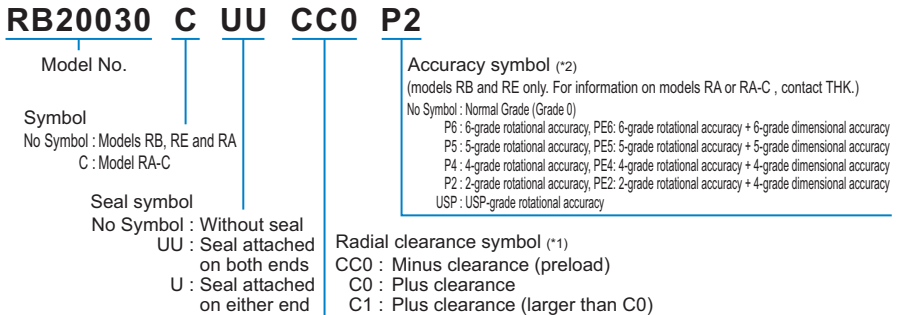 RB20030 C UU CC0 P2
Model No.
Symbol
No Symbol : Models RB, RE and RA
C : Model RA-C
Seal symbol
No Symbol : Without seal
UU : Seal attached
on both ends
U : Seal attached
on either end
Radial clearance symbol (*1)
CC0 : Minus clearance (preload)
C0 : Plus clearance
C1 : Plus clearance (larger than C0)
Accuracy symbol (*2)
(models RB and RE only. For information on models RA or RA-C , contact THK.)
No Symbol : Normal Grade (Grade 0)
P6 : 6-grade rotational accuracy, PE6: 6-grade rotational accuracy + 6-grade dimensional accuracy
P5 : 5-grade rotational accuracy, PE5: 5-grade rotational accuracy + 5-grade dimensional accuracy
P4 : 4-grade rotational accuracy, PE4: 4-grade rotational accuracy + 4-grade dimensional accuracy
P2 : 2-grade rotational accuracy, PE2: 2-grade rotational accuracy + 4-grade dimensional accuracy
USP : USP-grade rotational accuracy